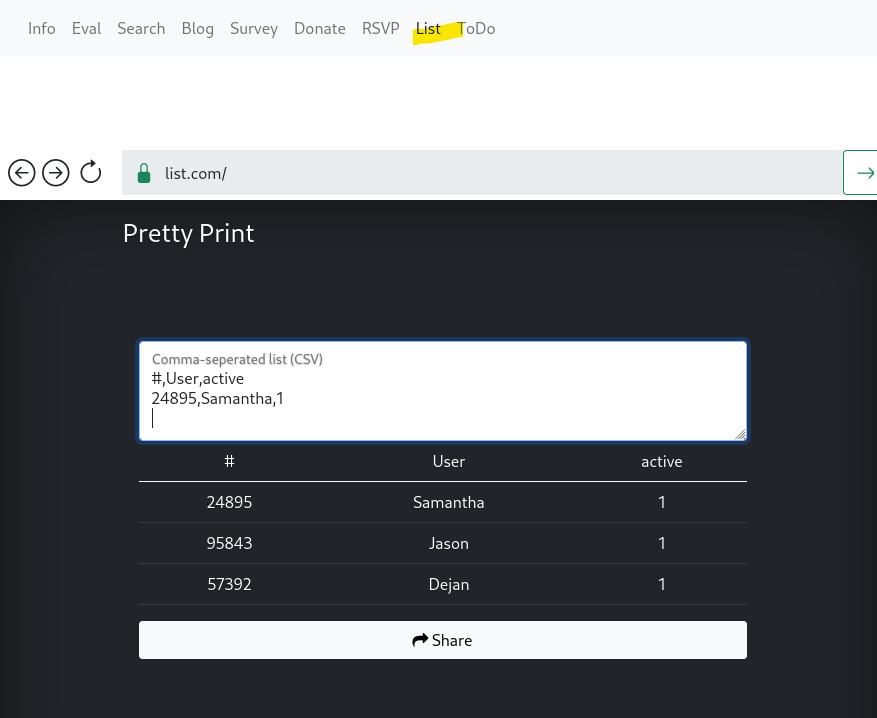 Info Eval Search Blog Survey Donate RSVP List ToDo
list.com/
Pretty Print
Comma-seperated list (CSV)
#,User,active
24895,Samantha,1
# User active
24895 Samantha 1
95843 Jason 1
57392 Dejan 1
Share